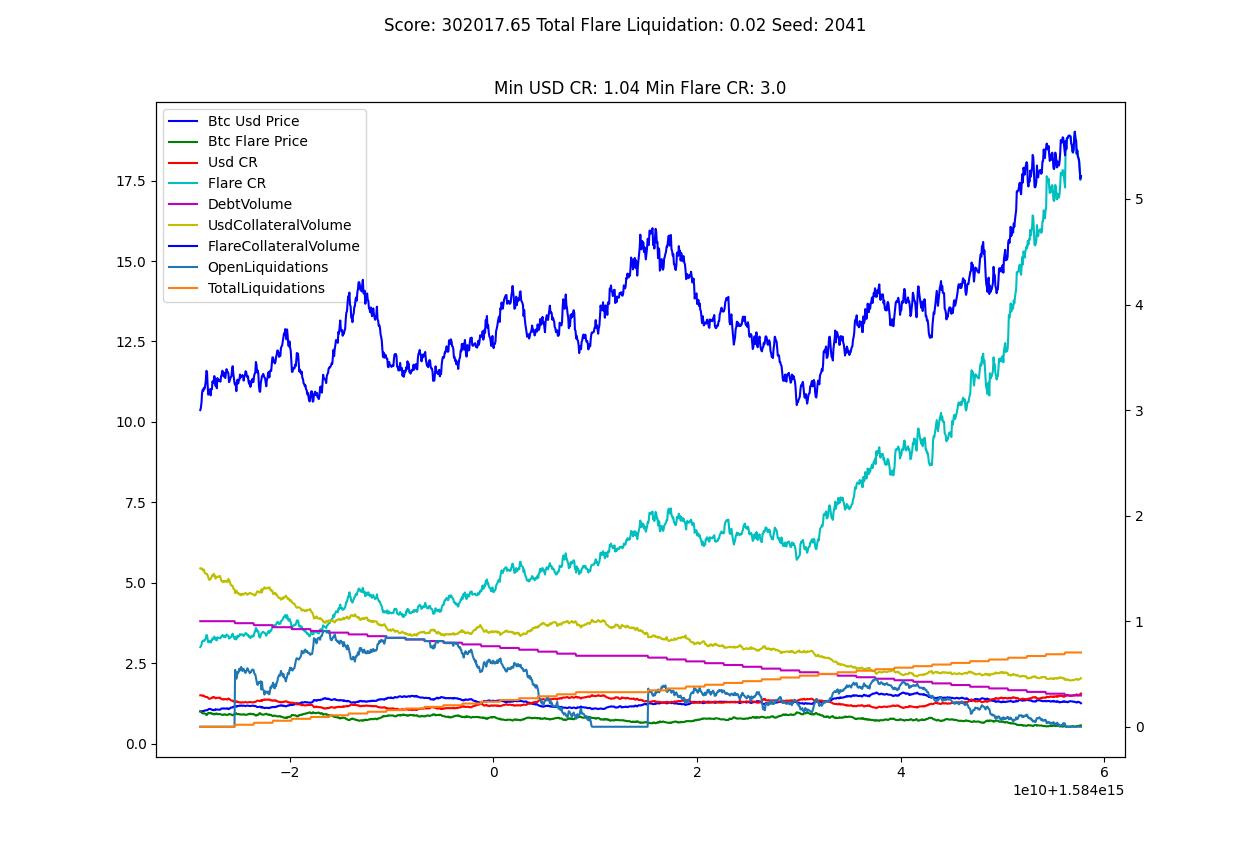 Score: 302017.65 Total Flare Liquidation: 0.02 Seed: 2041
Min USD CR: 1.04 Min Flare CR: 3.0
Btc Usd Price
Btc Flare Price
Usd CR
Flare CR
DebtVolume
UsdCollateralVolume
FlareCollateralVolume
OpenLiquidations
TotalLiquidations
17.5
15.0
12.5
10.0
7.5
5.0
2.5
0.0
5
4
3
2
1
0
−2 0 2 4 6
1e10+1.584e15